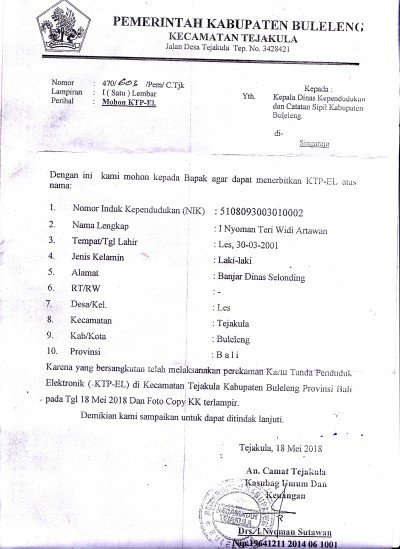 PEMERINTAH KABUPATEN BULELENG
KECAMATAN TEJAKULA
Jalan Desa Tejakula Tep. No. 3428421
Nomor : 470/603 /Pem/ C.Tjk
Lampiran : I ( Satu ) Lembar
Perihal : Mohon KTP-EL
Kepada :
Yth. Kepala Dinas Kependudukan
dan Catatan Sipil Kabupaten
Buleleng
di-
Singaraja
Dengan ini kami mohon kepada Bapak agar dapat menerbitkan KTP-EL atas
nama:
1. Nomor Induk Kependudukan (NIK) : 5108093003010002
2. Nama Lengkap : I Nyoman Teri Widi Artawan
3. Tempat/Tgl Lahir : Les, 30-03-2001
4. Jenis Kelamin : Laki-laki
5. Alamat : Banjar Dinas Selonding
6. RT/RW : -
7. Desa/Kel. : Les
8. Kecamatan : Tejakula
9. Kab/Kota : Buleleng
10. Provinsi : B a l i
Karena yang bersangkutan telah melaksanakan perekaman Kartu Tanda Penduduk
Elektronik (-KTP-EL) di Kecamatan Tejakula Kabupaten Buleleng Provinsi Bali
pada Tgl 18 Mei 2018 Dan Foto Copy KK terlampir.
Demikian kami sampaikan untuk dapat ditindak lanjuti.
Tejakula, 18 Mei 2018
An. Camat Tejakula
Kasubag Umum Dan
Keuangan
KECAMATAN
TEJAKULA
Drs. I Nyoman Sutawan
Nip.19641211 2014 06 1001